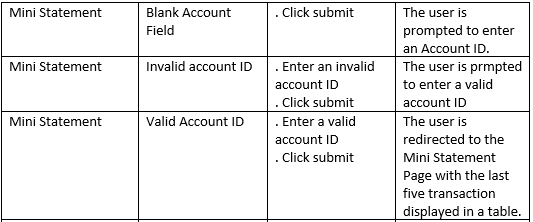 Mini Statement
Blank Account
Field
. Click submit
The user is
prompted to enter
an Account ID.
Mini Statement
Invalid account ID
. Enter an invalid
account ID
. Click submit
The user is prmpted
to enter a valid
account ID
Mini Statement
Valid Account ID
. Enter a valid
account ID
. Click submit
The user is
redirected to the
Mini Statement
Page with the last
five transaction
displayed in a table.